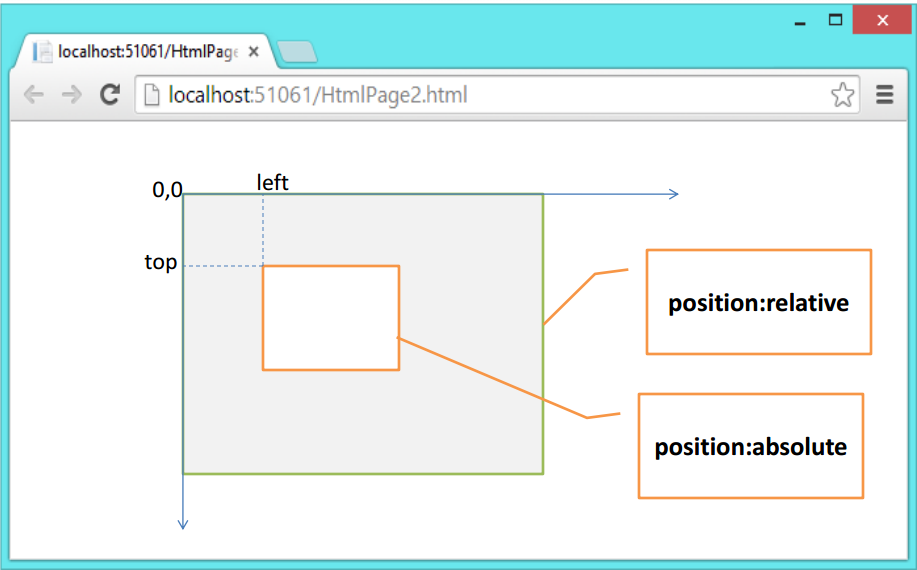 localhost:51061/HtmlPage
localhost:51061/HtmlPage2.html
left
0,0
top
position:relative
position:absolute